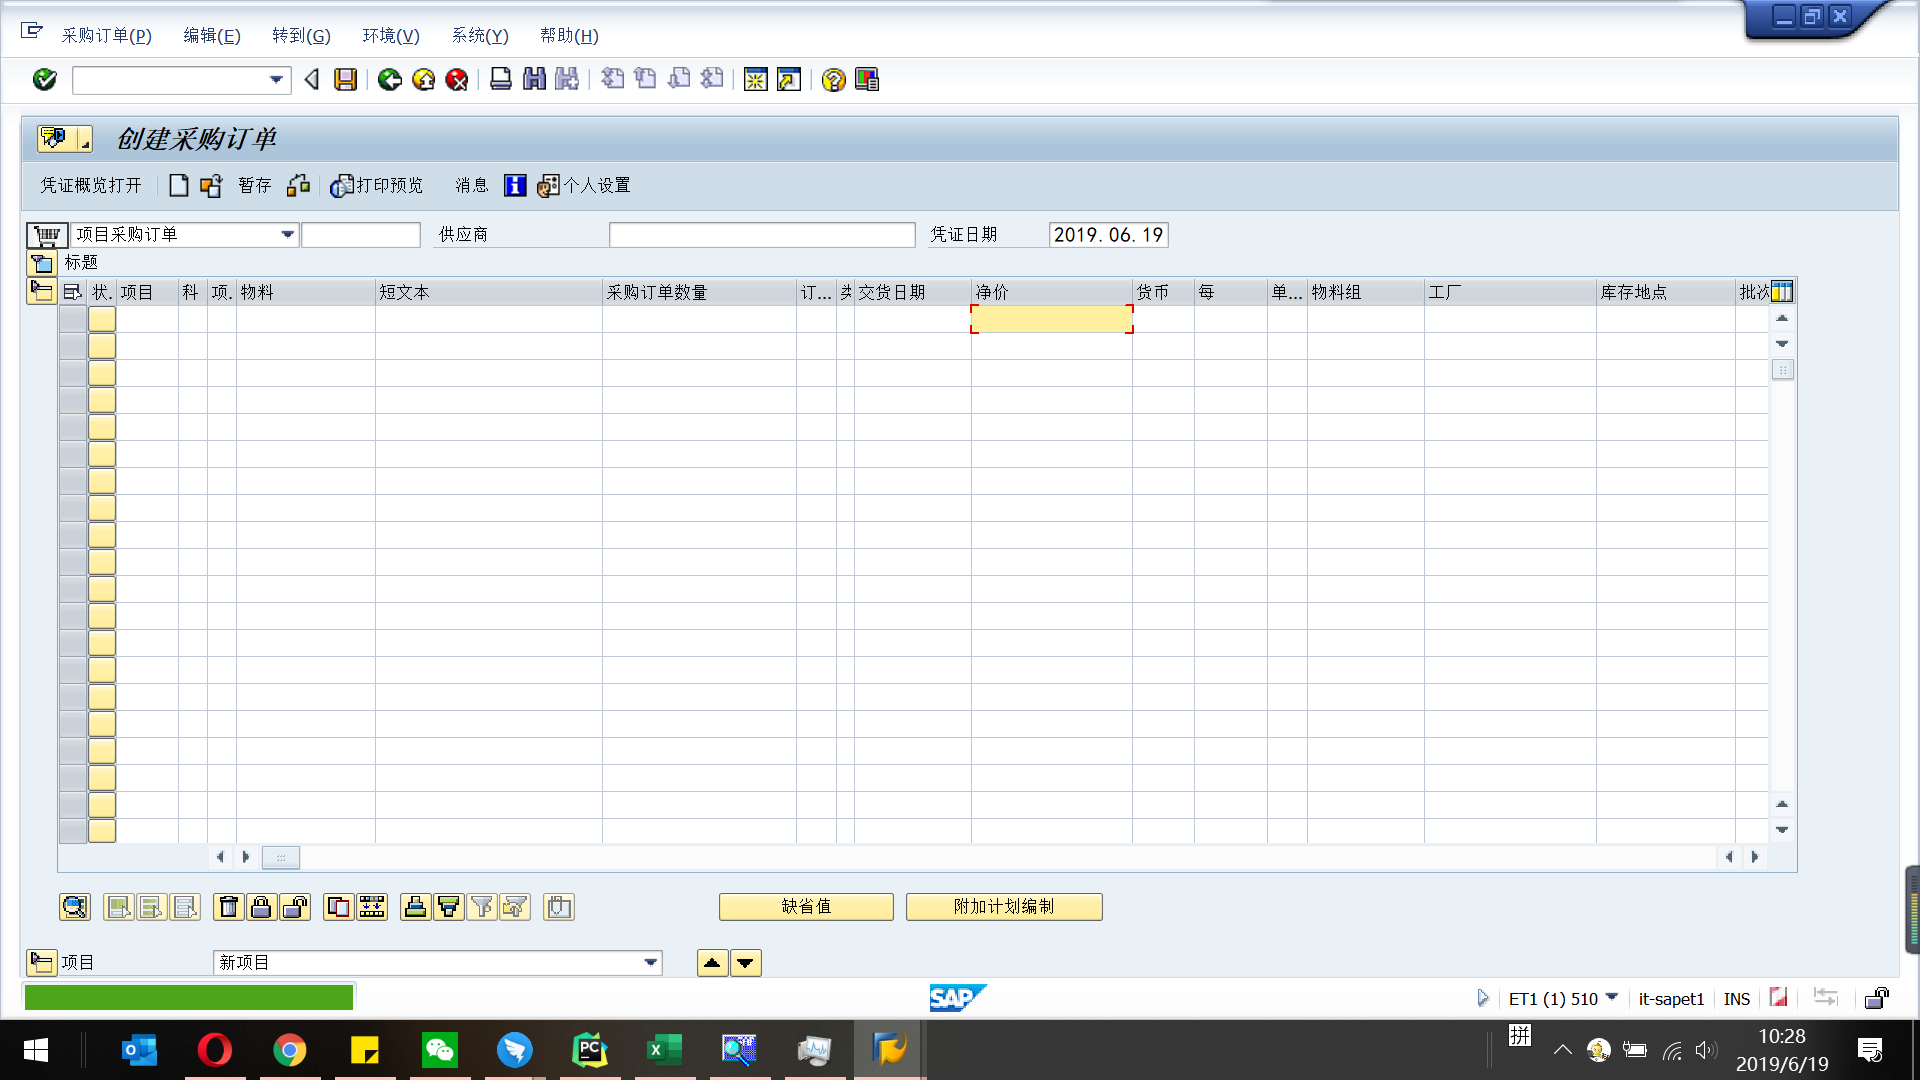 采购订单(P) 编辑(E) 转到(G) 环境(V) 系统(Y) 帮助(H)
创建采购订单
凭证概览打开 暂存 打印预览 消息 个人设置
项目采购订单 供应商 凭证日期 2019.06.19
标题
状. 项目 科 项. 物料 短文本 采购订单数量 订... 交货日期 净价 货币 每 单... 物料组 工厂 库存地点 批次
缺省值 附加计划编制
项目 新项目
SAP ET1 (1) 510 it-sapet1 INS
拼
10:28
2019/6/19